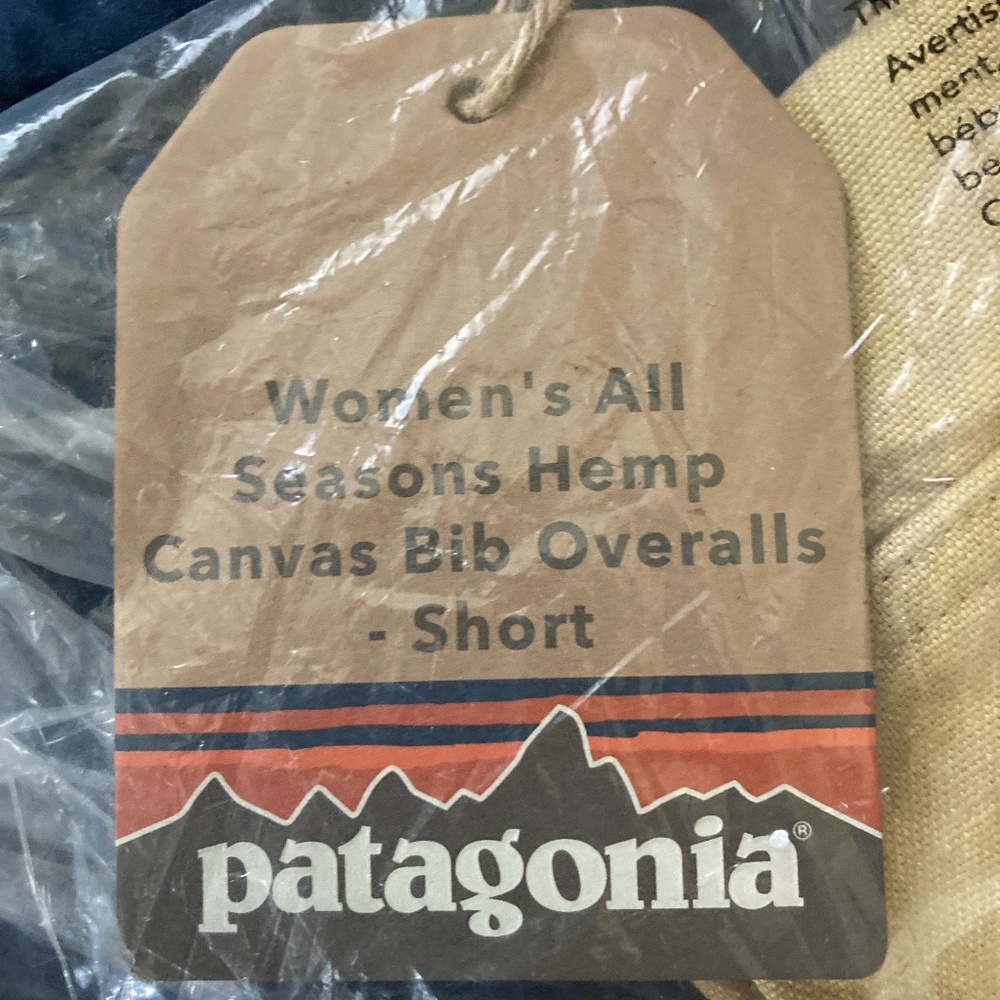 Women's All
Seasons Hemp
Canvas Bib Overalls
- Short
patagonia®
Avertis
ment,
béb
be